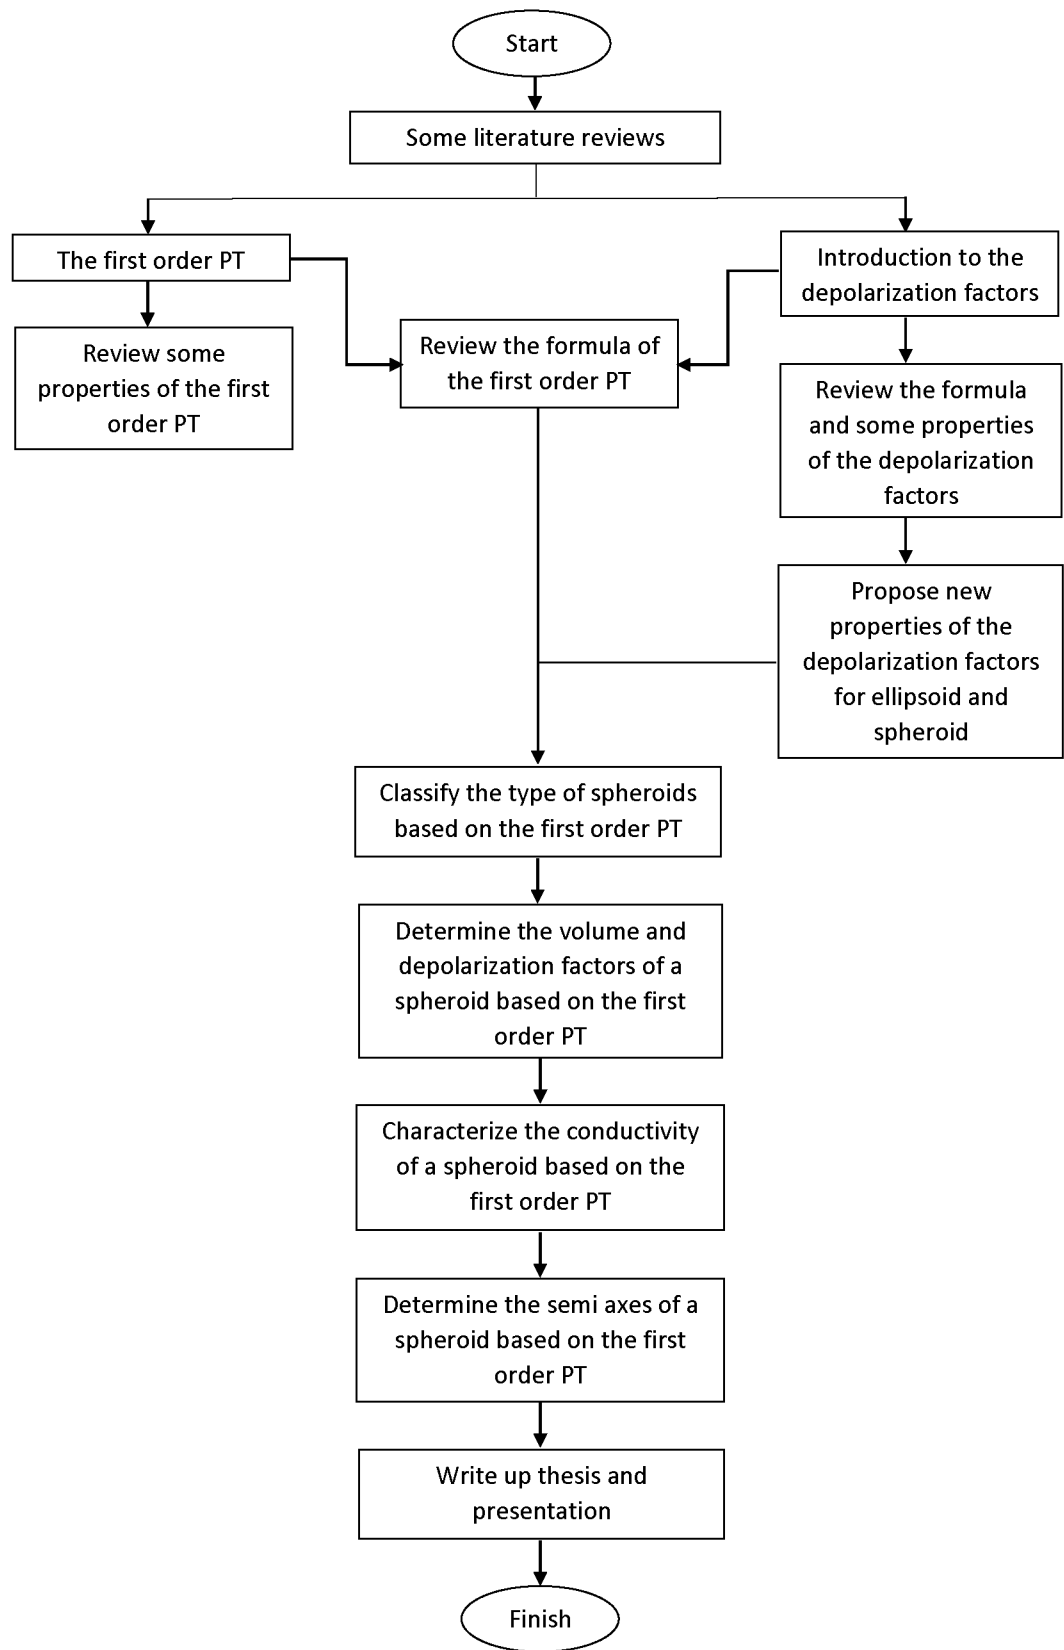 Start
Some literature reviews
The first order PT
Introduction to the
depolarization factors
Review some
properties of the first
order PT
Review the formula of
the first order PT
Review the formula
and some properties
of the depolarization
factors
Propose new
properties of the
depolarization factors
for ellipsoid and
spheroid
Classify the type of spheroids
based on the first order PT
Determine the volume and
depolarization factors of a
spheroid based on the first
order PT
Characterize the conductivity
of a spheroid based on the
first order PT
Determine the semi axes of a
spheroid based on the first
order PT
Write up thesis and
presentation
Finish